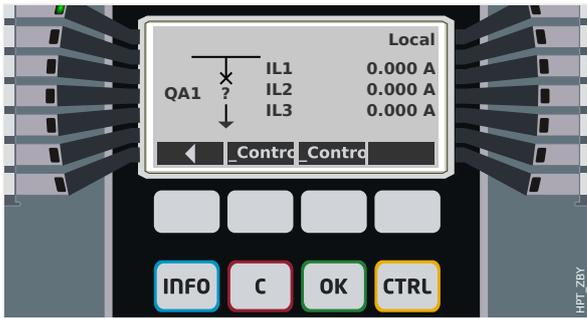 Local
IL1 0.000 A
QA1 ? IL2 0.000 A
IL3 0.000 A
_Contro _Contro
INFO C OK CTRL
HPT_ZBY